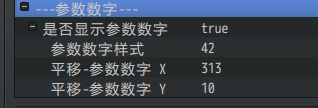 ---参数数字---
是否显示参数数字 true
参数数字样式 42
平移-参数数字 X 313
平移-参数数字 Y 10